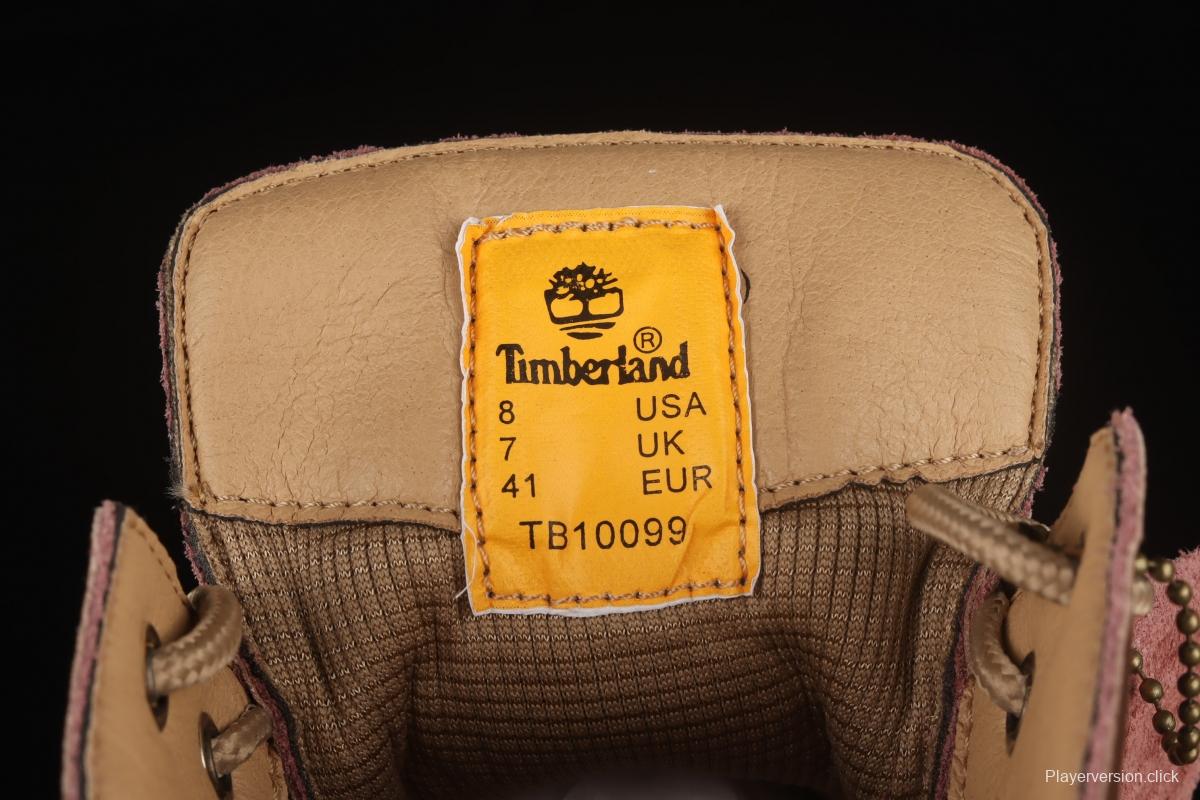 Timberland®
8 USA
7 UK
41 EUR
TB10099
Playerversion.click